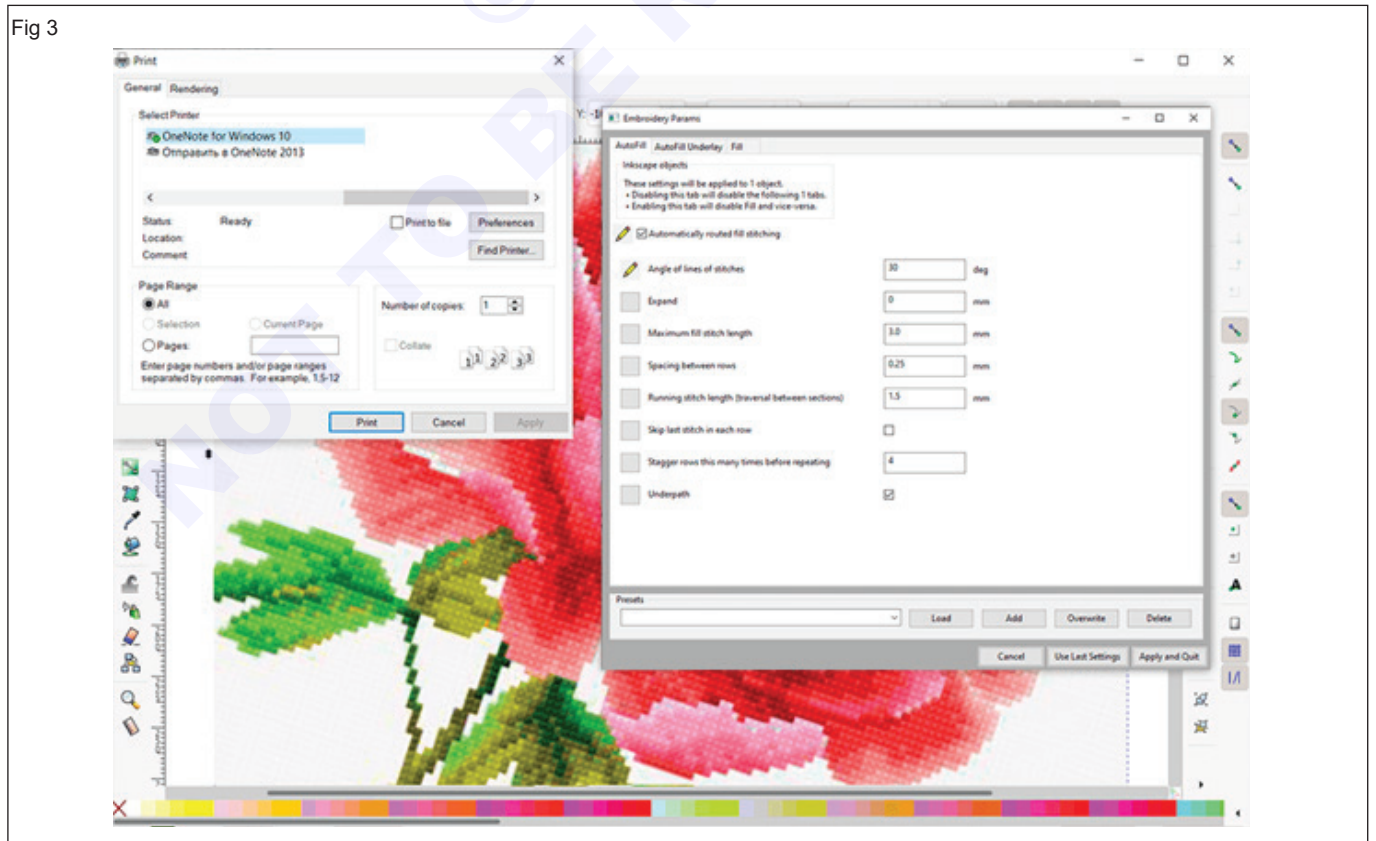 Fig 3
Print
General Rendering
Select Printer
OneNote for Windows 10
Отправить в OneNote 2013
Status: Ready
Print to file
Preferences
Location:
Comment:
Find Printer...
Page Range
All
Selection
Current Page
Pages:
Enter page numbers and/or page ranges
separated by commas. For example, 1,5-12
Number of copies: 1
Collate
11 22 33
Print
Cancel
Apply
Y:
Embroidery Params
AutoFill AutoFill Underlay Fill
Inkscape objects
These settings will be applied to 1 object.
• Disabling this tab will disable the following 1 tabs.
• Enabling this tab will disable Fill and vice-versa.
Automatically routed fill stitching
Angle of lines of stitches 30 deg
Expand 0 mm
Maximum fill stitch length 3.0 mm
Spacing between rows 0.25 mm
Running stitch length (traversal between sections) 1.5 mm
Skip last stitch in each row
Stagger rows this many times before repeating 4
Underpath
Presets
Load
Add
Overwrite
Delete
Cancel
Use Last Settings
Apply and Quit
NOT TO BE